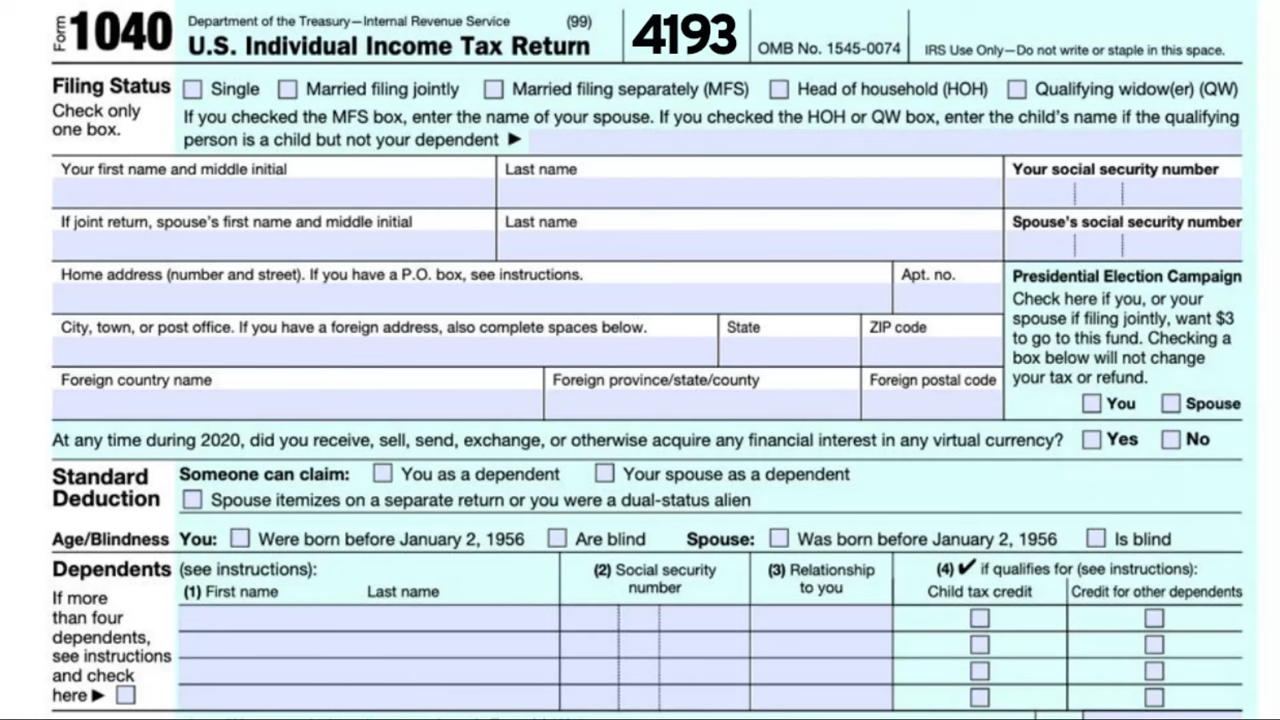 Form 1040 Department of the Treasury—Internal Revenue Service (99)
U.S. Individual Income Tax Return
4193
OMB No. 1545-0074
IRS Use Only—Do not write or staple in this space.
Filing Status
Check only
one box.
Single Married filing jointly Married filing separately (MFS) Head of household (HOH) Qualifying widow(er) (QW)
If you checked the MFS box, enter the name of your spouse. If you checked the HOH or QW box, enter the child's name if the qualifying
person is a child but not your dependent ▶
Your first name and middle initial
Last name
Your social security number
If joint return, spouse's first name and middle initial
Last name
Spouse's social security number
Home address (number and street). If you have a P.O. box, see instructions.
Apt. no.
City, town, or post office. If you have a foreign address, also complete spaces below.
State
ZIP code
Foreign country name
Foreign province/state/county
Foreign postal code
Presidential Election Campaign
Check here if you, or your
spouse if filing jointly, want $3
to go to this fund. Checking a
box below will not change
your tax or refund.
You Spouse
At any time during 2020, did you receive, sell, send, exchange, or otherwise acquire any financial interest in any virtual currency? Yes No
Standard
Deduction
Someone can claim: You as a dependent Your spouse as a dependent
Spouse itemizes on a separate return or you were a dual-status alien
Age/Blindness You: Were born before January 2, 1956 Are blind Spouse: Was born before January 2, 1956 Is blind
Dependents (see instructions):
If more
than four
dependents,
see instructions
and check
here ▶
(1) First name Last name
(2) Social security
number
(3) Relationship
to you
(4) ✔ if qualifies for (see instructions):
Child tax credit
Credit for other dependents